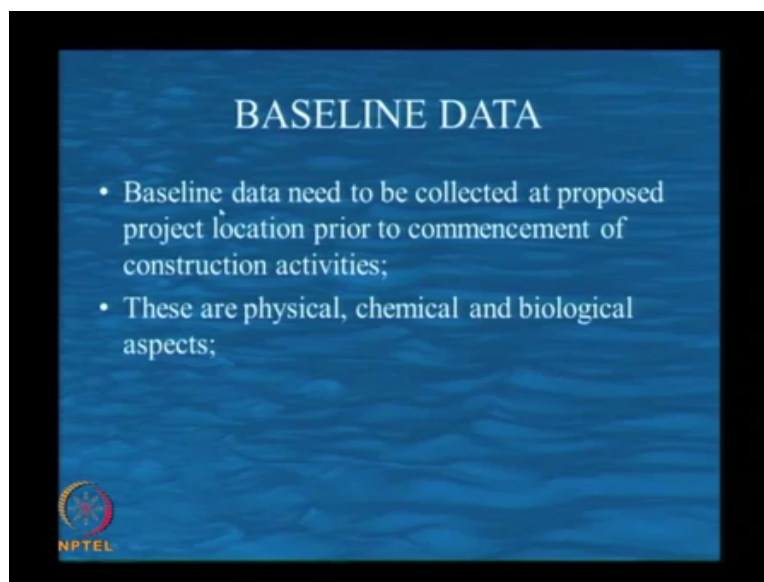 BASELINE DATA
• Baseline data need to be collected at proposed
project location prior to commencement of
construction activities;
• These are physical, chemical and biological
aspects;
NPTEL